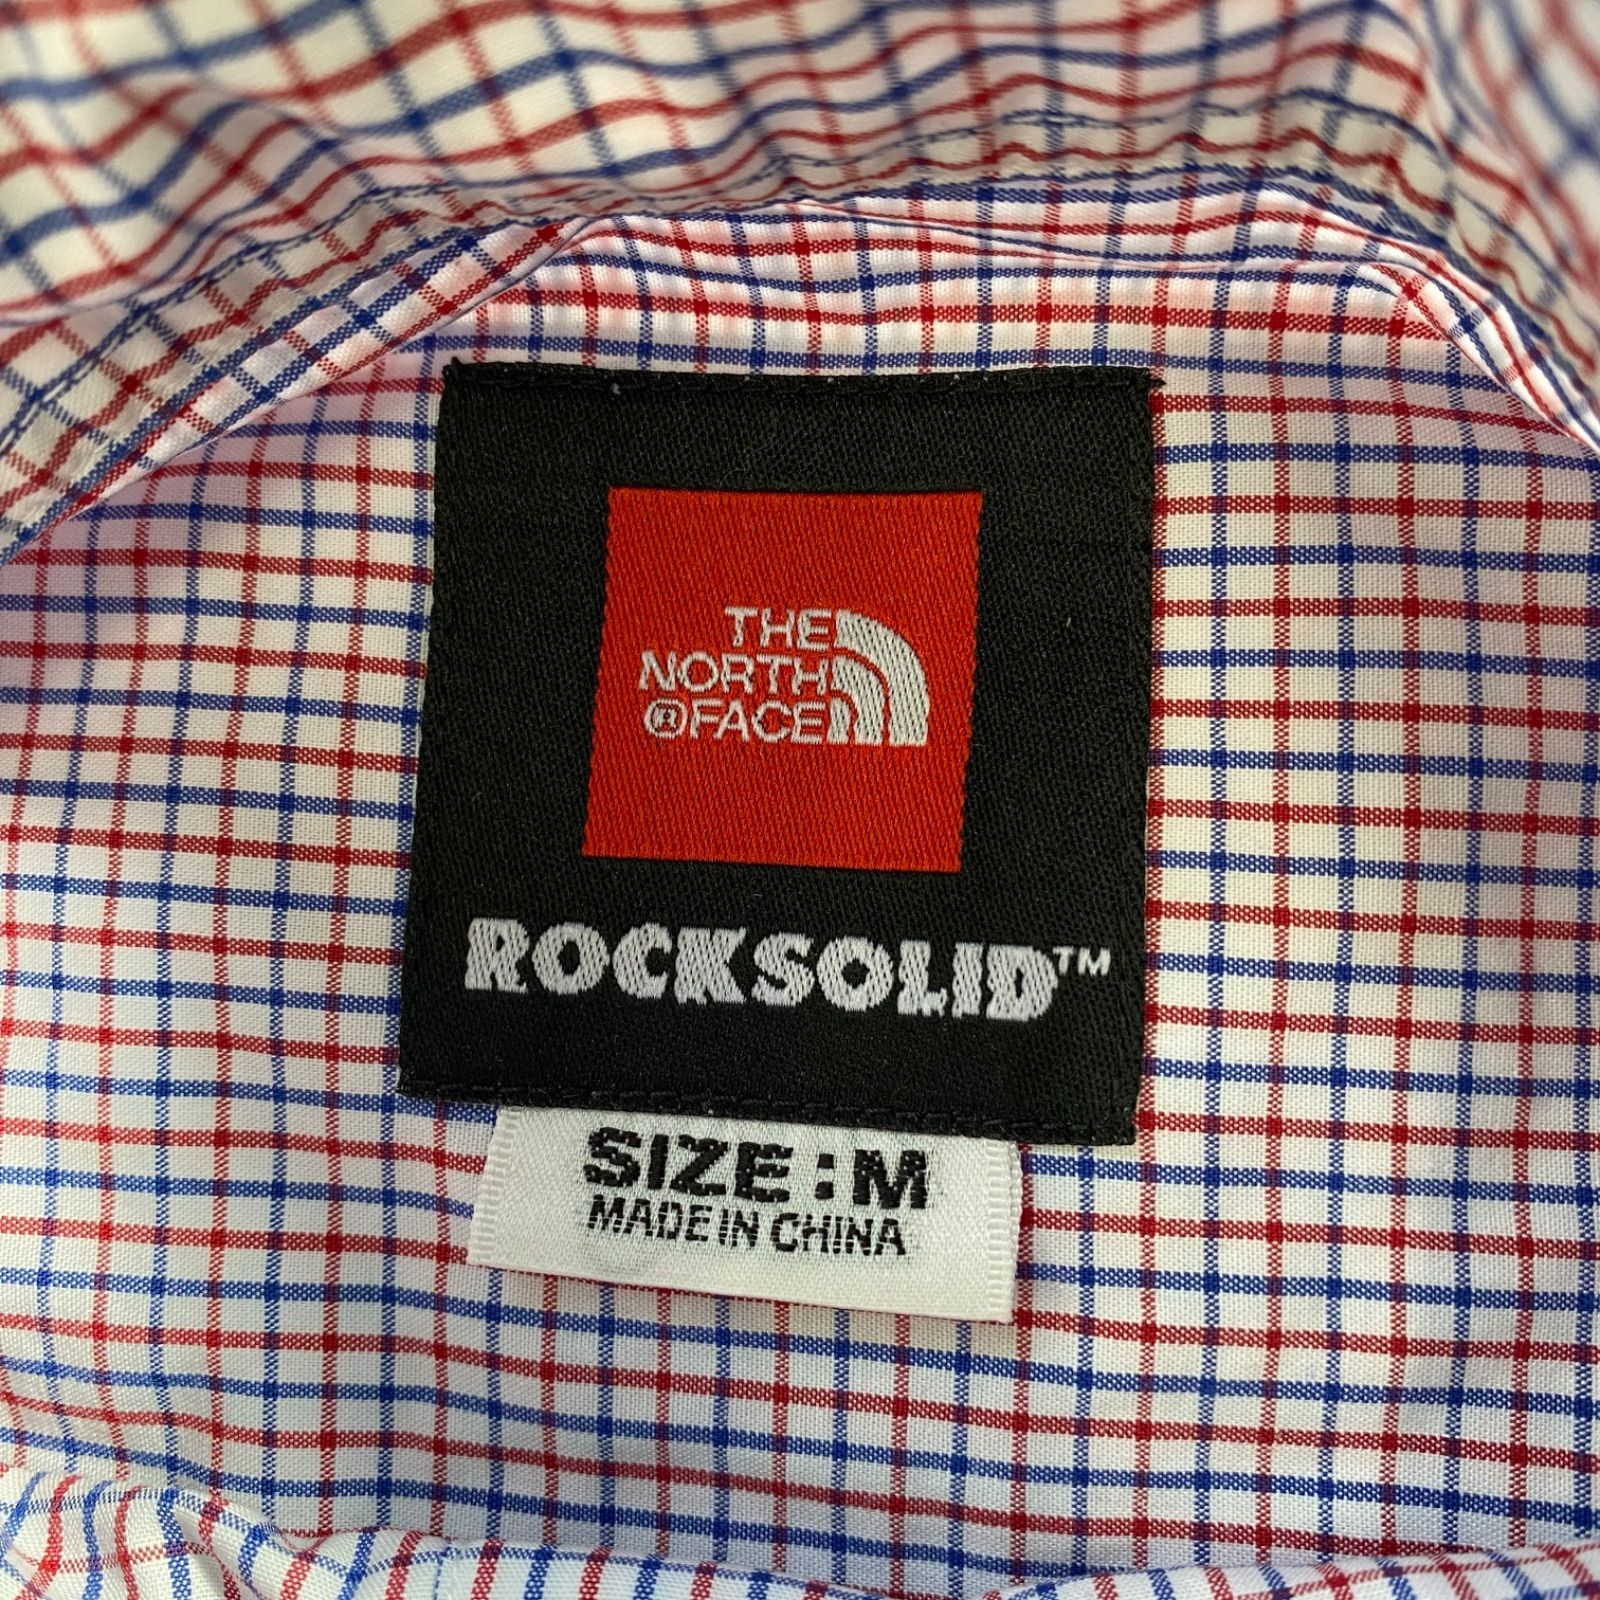 THE
NORTH
®FACE
ROCKSOLID™
SIZE:M
MADE IN CHINA